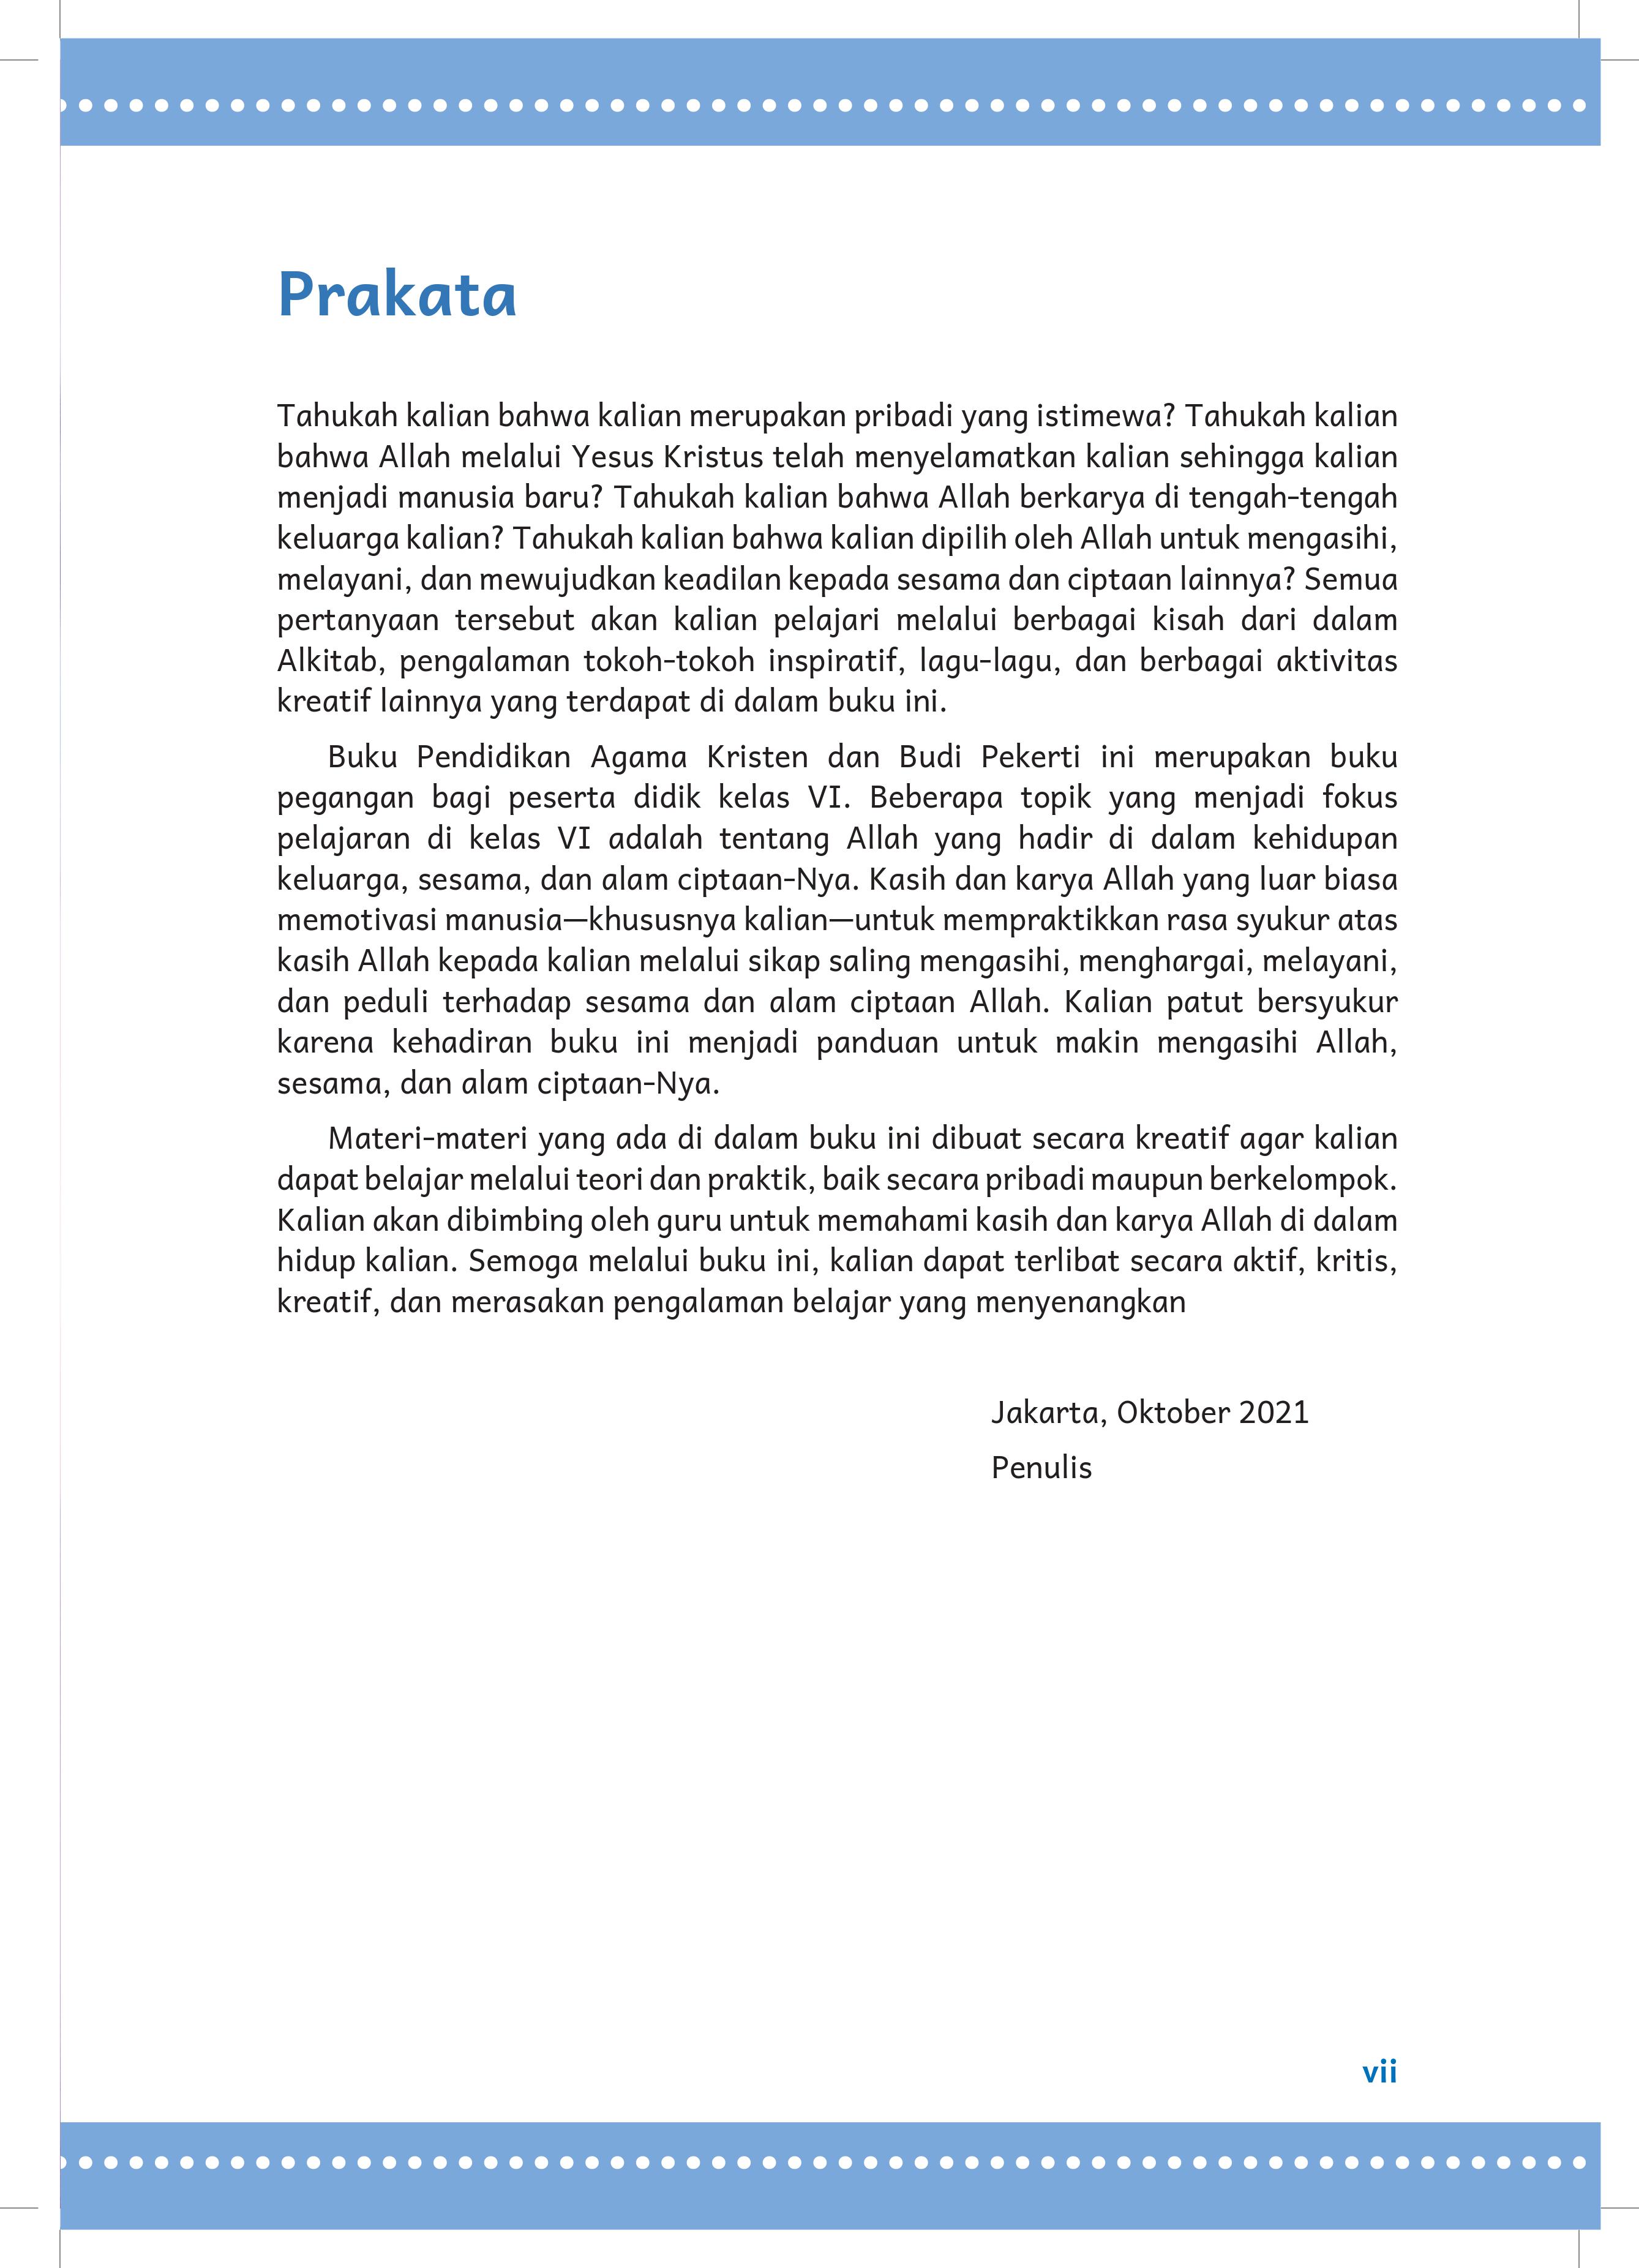 Prakata
Tahukah kalian bahwa kalian merupakan pribadi yang istimewa? Tahukah kalian
bahwa Allah melalui Yesus Kristus telah menyelamatkan kalian sehingga kalian
menjadi manusia baru? Tahukah kalian bahwa Allah berkarya di tengah-tengah
keluarga kalian? Tahukah kalian bahwa kalian dipilih oleh Allah untuk mengasihi,
melayani, dan mewujudkan keadilan kepada sesama dan ciptaan lainnya? Semua
pertanyaan tersebut akan kalian pelajari melalui berbagai kisah dari dalam
Alkitab, pengalaman tokoh-tokoh inspiratif, lagu-lagu, dan berbagai aktivitas
kreatif lainnya yang terdapat di dalam buku ini.
Buku Pendidikan Agama Kristen dan Budi Pekerti ini merupakan buku
pegangan bagi peserta didik kelas VI. Beberapa topik yang menjadi fokus
pelajaran di kelas VI adalah tentang Allah yang hadir di dalam kehidupan
keluarga, sesama, dan alam ciptaan-Nya. Kasih dan karya Allah yang luar biasa
memotivasi manusia—khususnya kalian—untuk mempraktikkan rasa syukur atas
kasih Allah kepada kalian melalui sikap saling mengasihi, menghargai, melayani,
dan peduli terhadap sesama dan alam ciptaan Allah. Kalian patut bersyukur
karena kehadiran buku ini menjadi panduan untuk makin mengasihi Allah,
sesama, dan alam ciptaan-Nya.
Materi-materi yang ada di dalam buku ini dibuat secara kreatif agar kalian
dapat belajar melalui teori dan praktik, baik secara pribadi maupun berkelompok.
Kalian akan dibimbing oleh guru untuk memahami kasih dan karya Allah di dalam
hidup kalian. Semoga melalui buku ini, kalian dapat terlibat secara aktif, kritis,
kreatif, dan merasakan pengalaman belajar yang menyenangkan
Jakarta, Oktober 2021
Penulis
vii